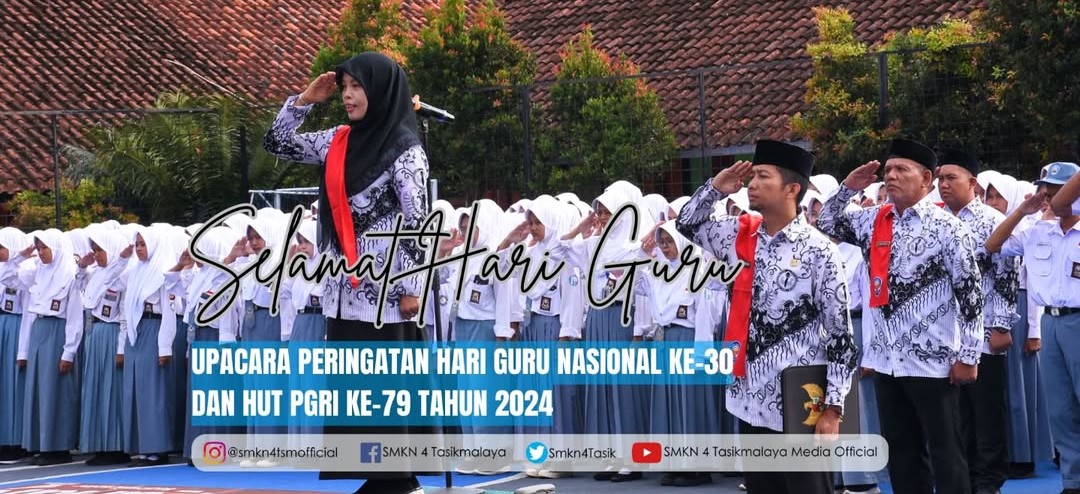 Selamat Hari Guru
UPACARA PERINGATAN HARI GURU NASIONAL KE-30
DAN HUT PGRI KE-79 TAHUN 2024
@smkn4tsmofficial SMKN 4 Tasikmalaya Smkn4Tasik SMKN 4 Tasikmalaya Media Official